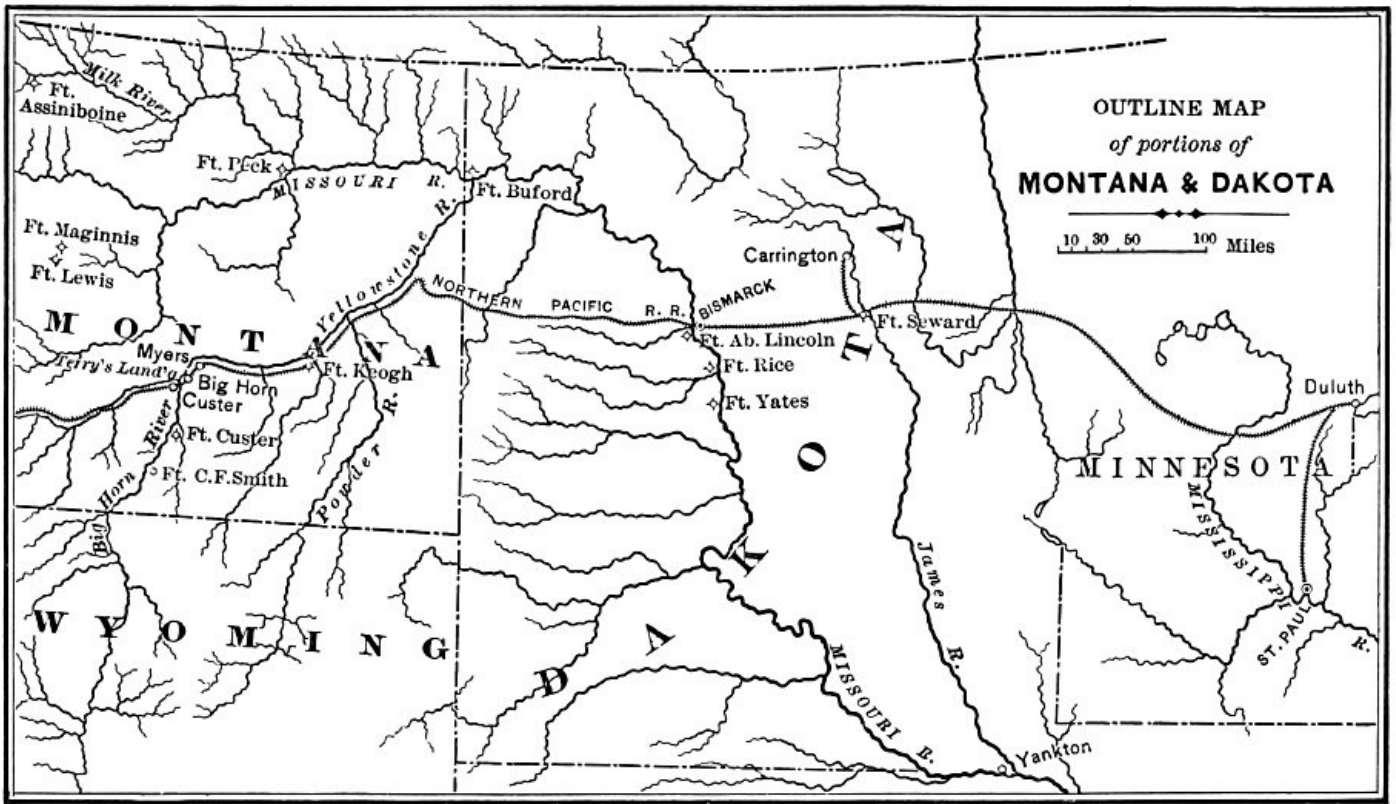 OUTLINE MAP
of portions of
MONTANA & DAKOTA
10 30 50 100 Miles
Milk River
Ft.
Assiniboine
Ft. Peck
MISSOURI R.
Ft. Buford
Ft. Maginnis
Ft. Lewis
Yellowstone R.
Carrington
NORTHERN PACIFIC R. R.
BISMARCK
Ft. Seward
Ft. Ab. Lincoln
Ft. Rice
Ft. Yates
MONTANA
Myers
Terry's Land'g
Big Horn
Custer
Ft. Keogh
Ft. Custer
Ft. C.F. Smith
Big Horn River
Powder R.
Duluth
MINNESOTA
MISSISSIPPI R.
ST. PAUL
WYOMING
DAKOTA
James R.
MISSOURI R.
Yankton